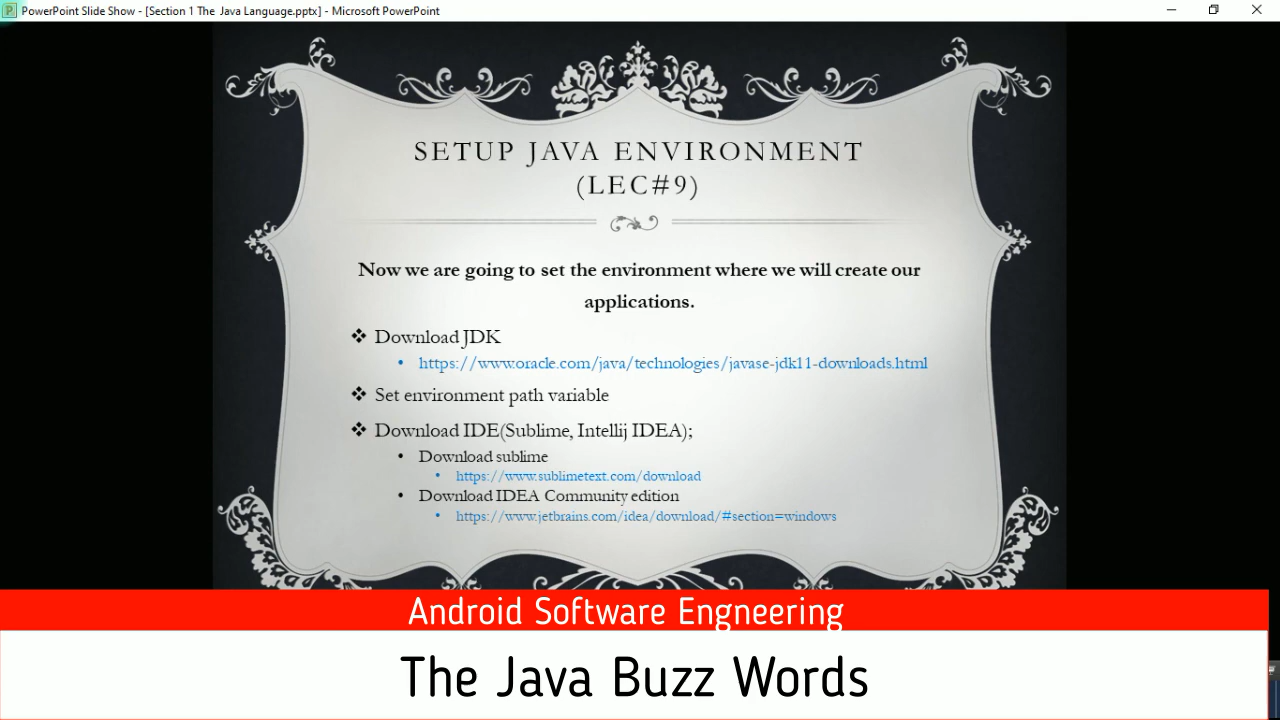 PowerPoint Slide Show - [Section 1 The Java Language.pptx] - Microsoft PowerPoint
SETUP JAVA ENVIRONMENT
(LEC#9)
Now we are going to set the environment where we will create our
applications.
❖ Download JDK
• https://www.oracle.com/java/technologies/javase-jdk11-downloads.html
❖ Set environment path variable
❖ Download IDE(Sublime, Intellij IDEA);
• Download sublime
• https://www.sublimetext.com/download
• Download IDEA Community edition
• https://www.jetbrains.com/idea/download/#section=windows
Android Software Engneering
The Java Buzz Words